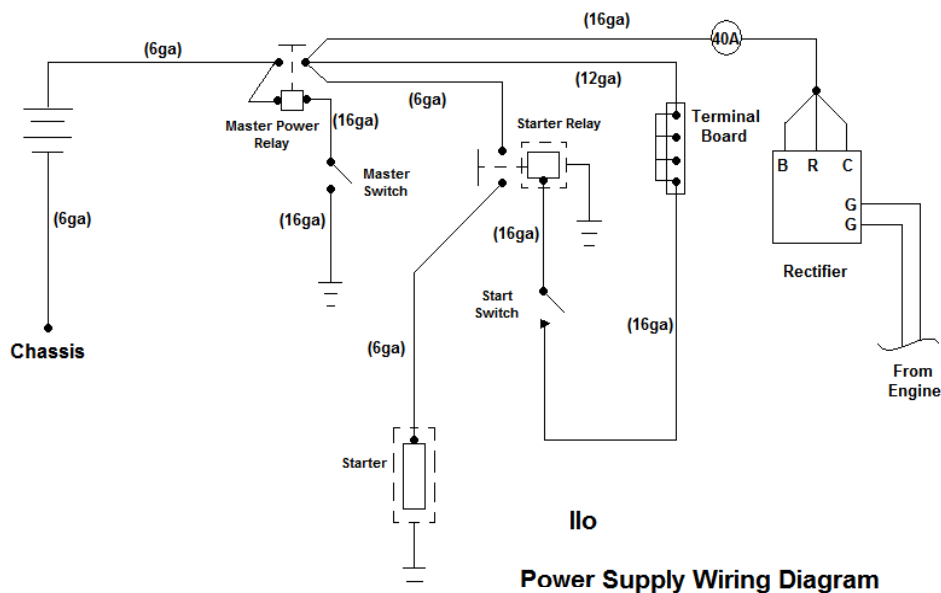 (16ga)
40A
(6ga)
(12ga)
(6ga)
(16ga)
Master Power
Relay
Starter Relay
Terminal
Board
Master
Switch
B R C
G
G
(6ga)
(16ga)
(16ga)
Rectifier
Start
Switch
(16ga)
Chassis
(6ga)
From
Engine
Starter
llo
Power Supply Wiring Diagram